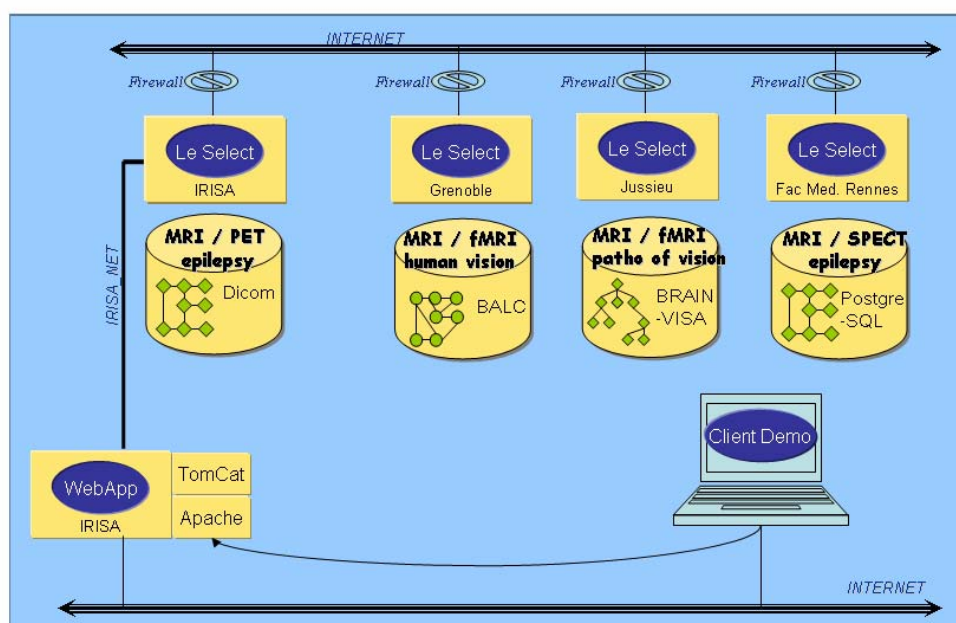 INTERNET
Firewall
Firewall
Firewall
Firewall
Le Select
IRISA
Le Select
Grenoble
Le Select
Jussieu
Le Select
Fac Med. Rennes
IRISA_NET
MRI / PET
epilepsy
Dicom
MRI / fMRI
human vision
BALC
MRI / fMRI
patho of vision
BRAIN
-VISA
MRI / SPECT
epilepsy
Postgre
-SQL
Client Demo
WebApp
IRISA
TomCat
Apache
INTERNET